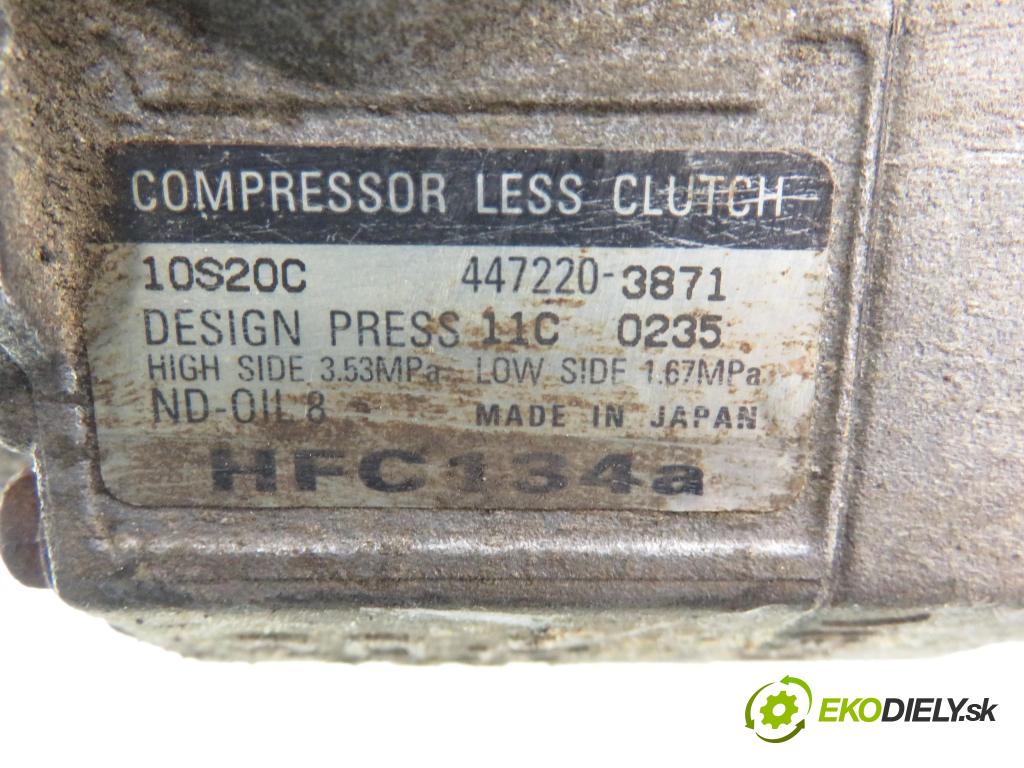 COMPRESSOR LESS CLUTCH
10S20C 447220-3871
DESIGN PRESS 11C 0235
HIGH SIDE 3.53MPa LOW SIDE 1.67MPa
ND-OIL 8 MADE IN JAPAN
HFC134a
EKODIELY.sk